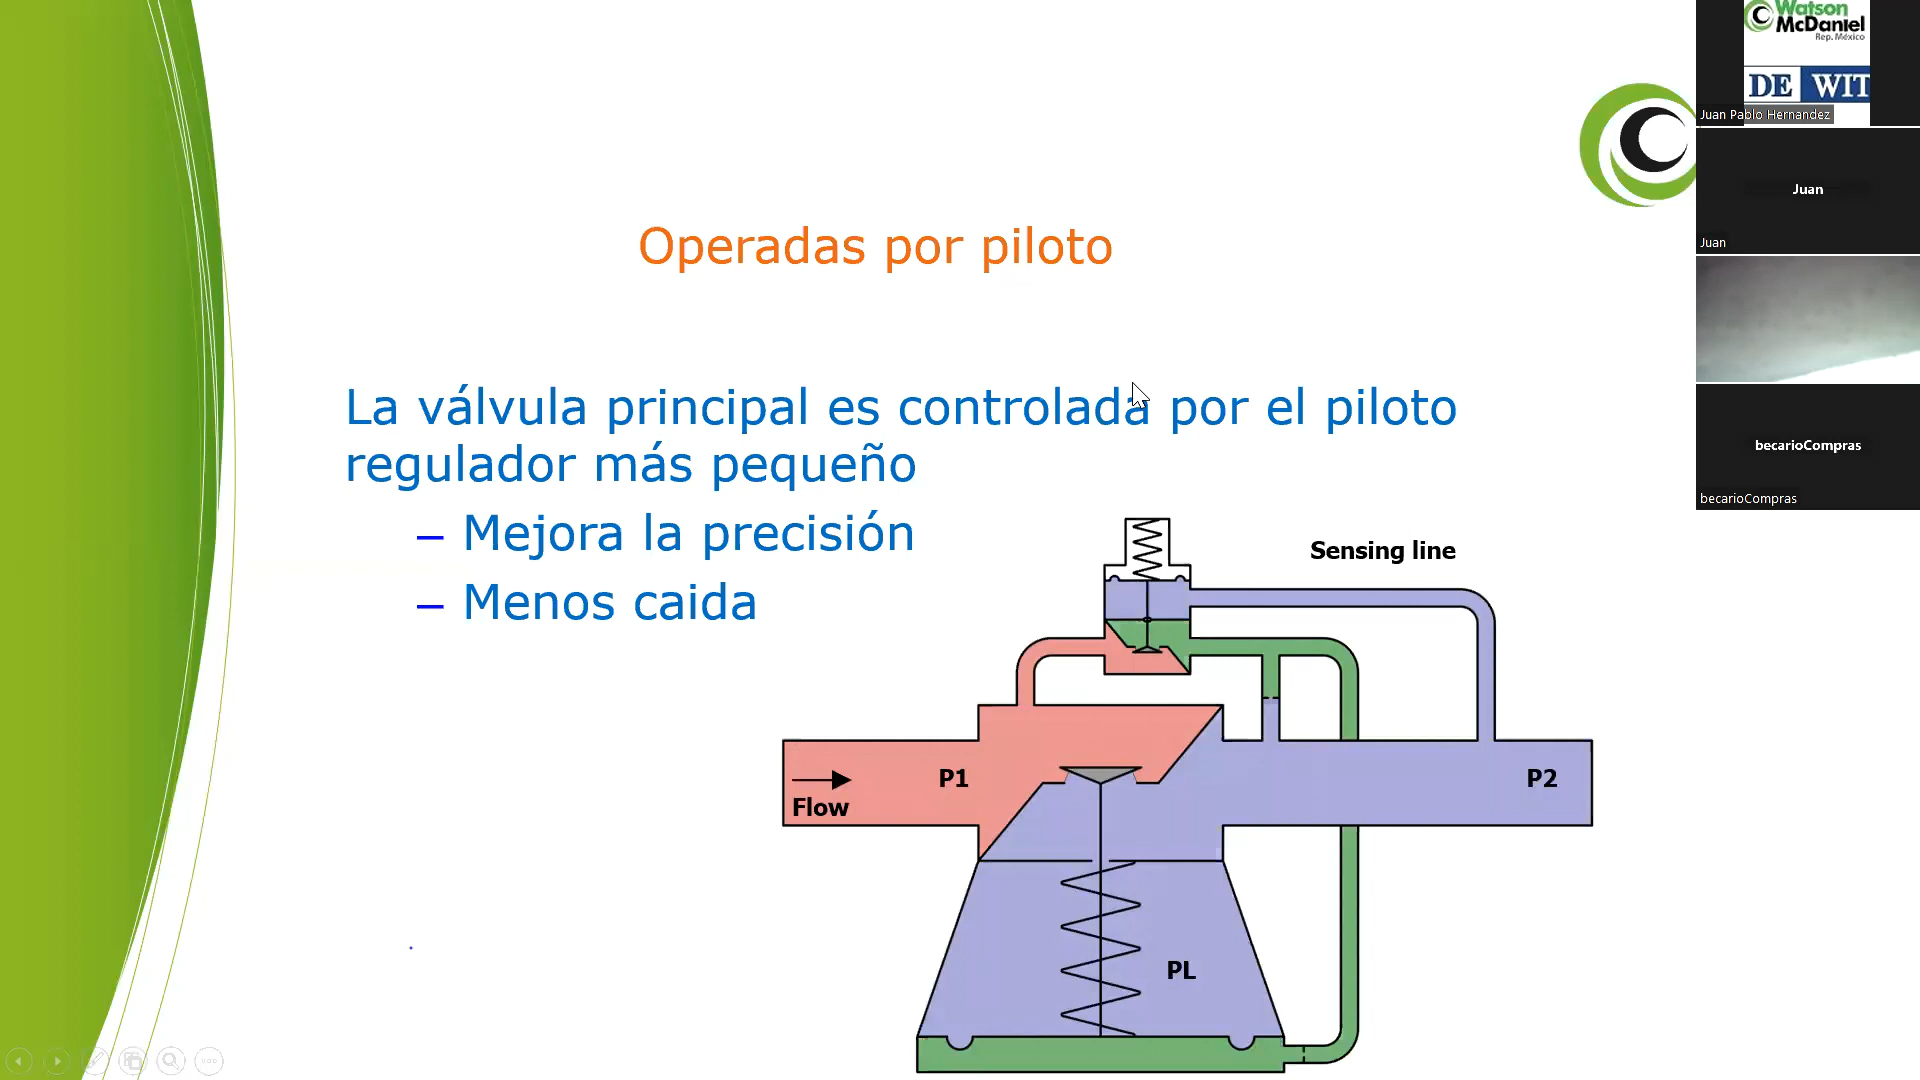 Operadas por piloto
La válvula principal es controlada por el piloto
regulador más pequeño
– Mejora la precisión
– Menos caida
Sensing line
P1
Flow
P2
PL
Watson
McDaniel
Rep. México
DE WIT
Juan Pablo Hernandez
Juan
Juan
becarioCompras
becarioCompras